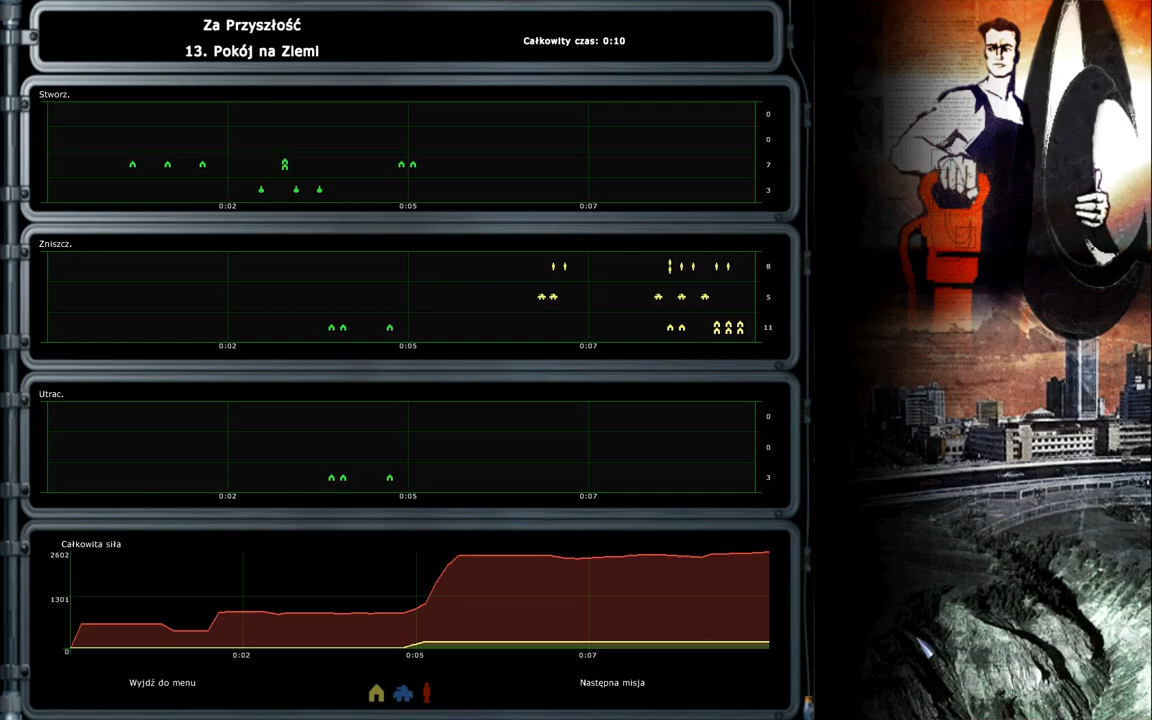 Za Przyszłość
13. Pokój na Ziemi
Całkowity czas: 0:10
Stworz.
0
0
7
3
0:02 0:05 0:07
Zniszcz.
8
5
11
0:02 0:05 0:07
Utrac.
0
0
3
0:02 0:05 0:07
Całkowita siła
2602
1301
0
0:02 0:05 0:07
Wyjdź do menu Następna misja